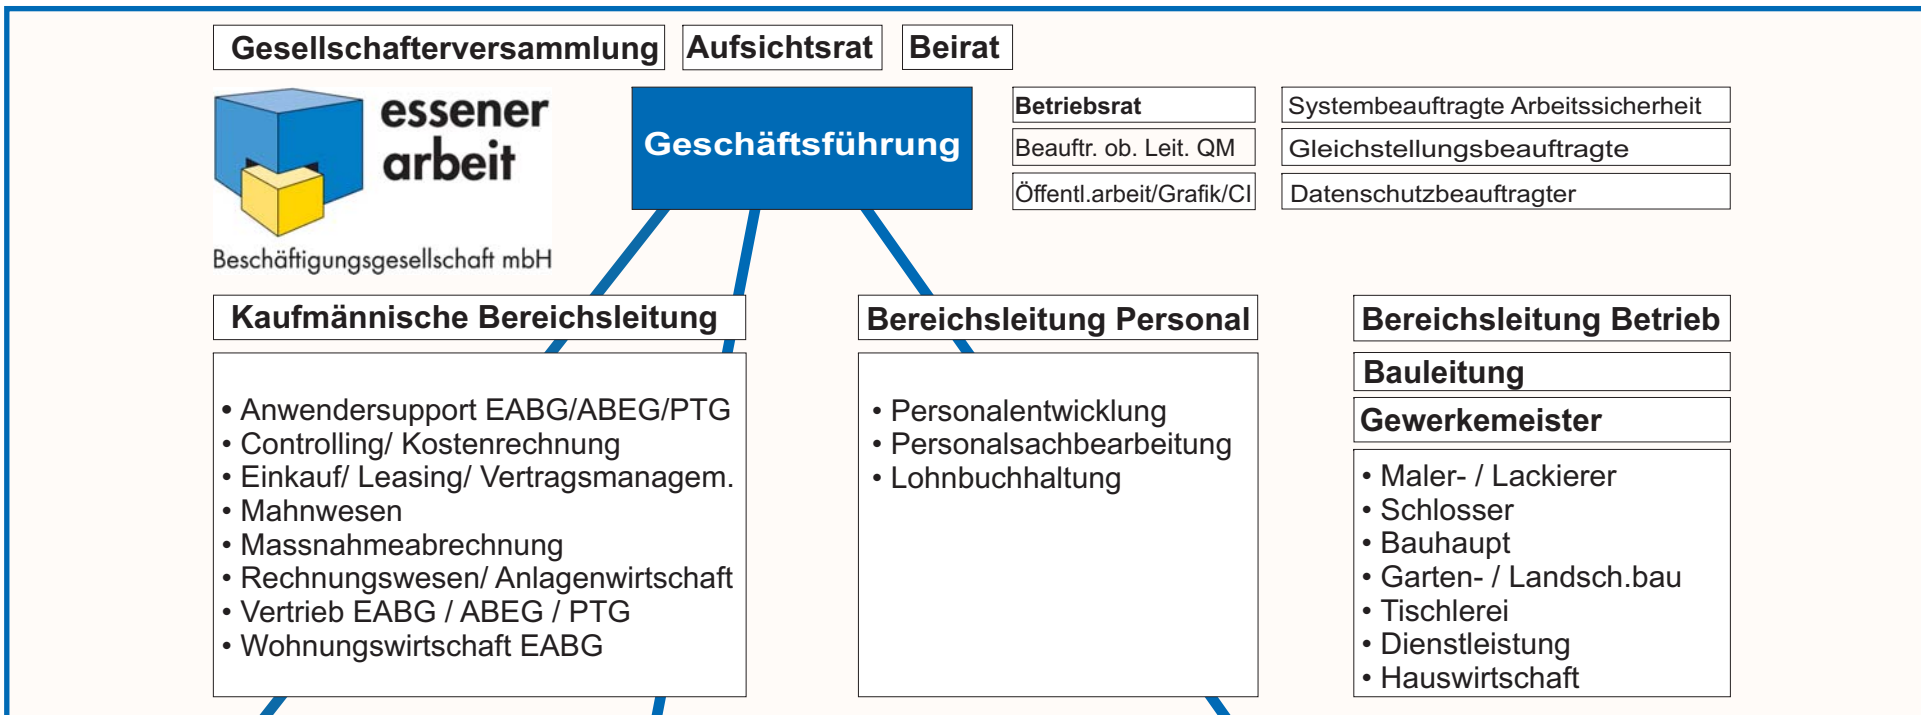 Gesellschafterversammlung
Aufsichtsrat
Beirat
essener
arbeit
Beschäftigungsgesellschaft mbH
Geschäftsführung
Betriebsrat
Beauftr. ob. Leit. QM
Öffentl.arbeit/Grafik/CI
Systembeauftragte Arbeitssicherheit
Gleichstellungsbeauftragte
Datenschutzbeauftragter
Kaufmännische Bereichsleitung
• Anwendersupport EABG/ABEG/PTG
• Controlling/ Kostenrechnung
• Einkauf/ Leasing/ Vertragsmanagem.
• Mahnwesen
• Massnahmeabrechnung
• Rechnungswesen/ Anlagenwirtschaft
• Vertrieb EABG / ABEG / PTG
• Wohnungswirtschaft EABG
Bereichsleitung Personal
• Personalentwicklung
• Personalsachbearbeitung
• Lohnbuchhaltung
Bereichsleitung Betrieb
Bauleitung
Gewerkemeister
• Maler- / Lackierer
• Schlosser
• Bauhaupt
• Garten- / Landsch.bau
• Tischlerei
• Dienstleistung
• Hauswirtschaft